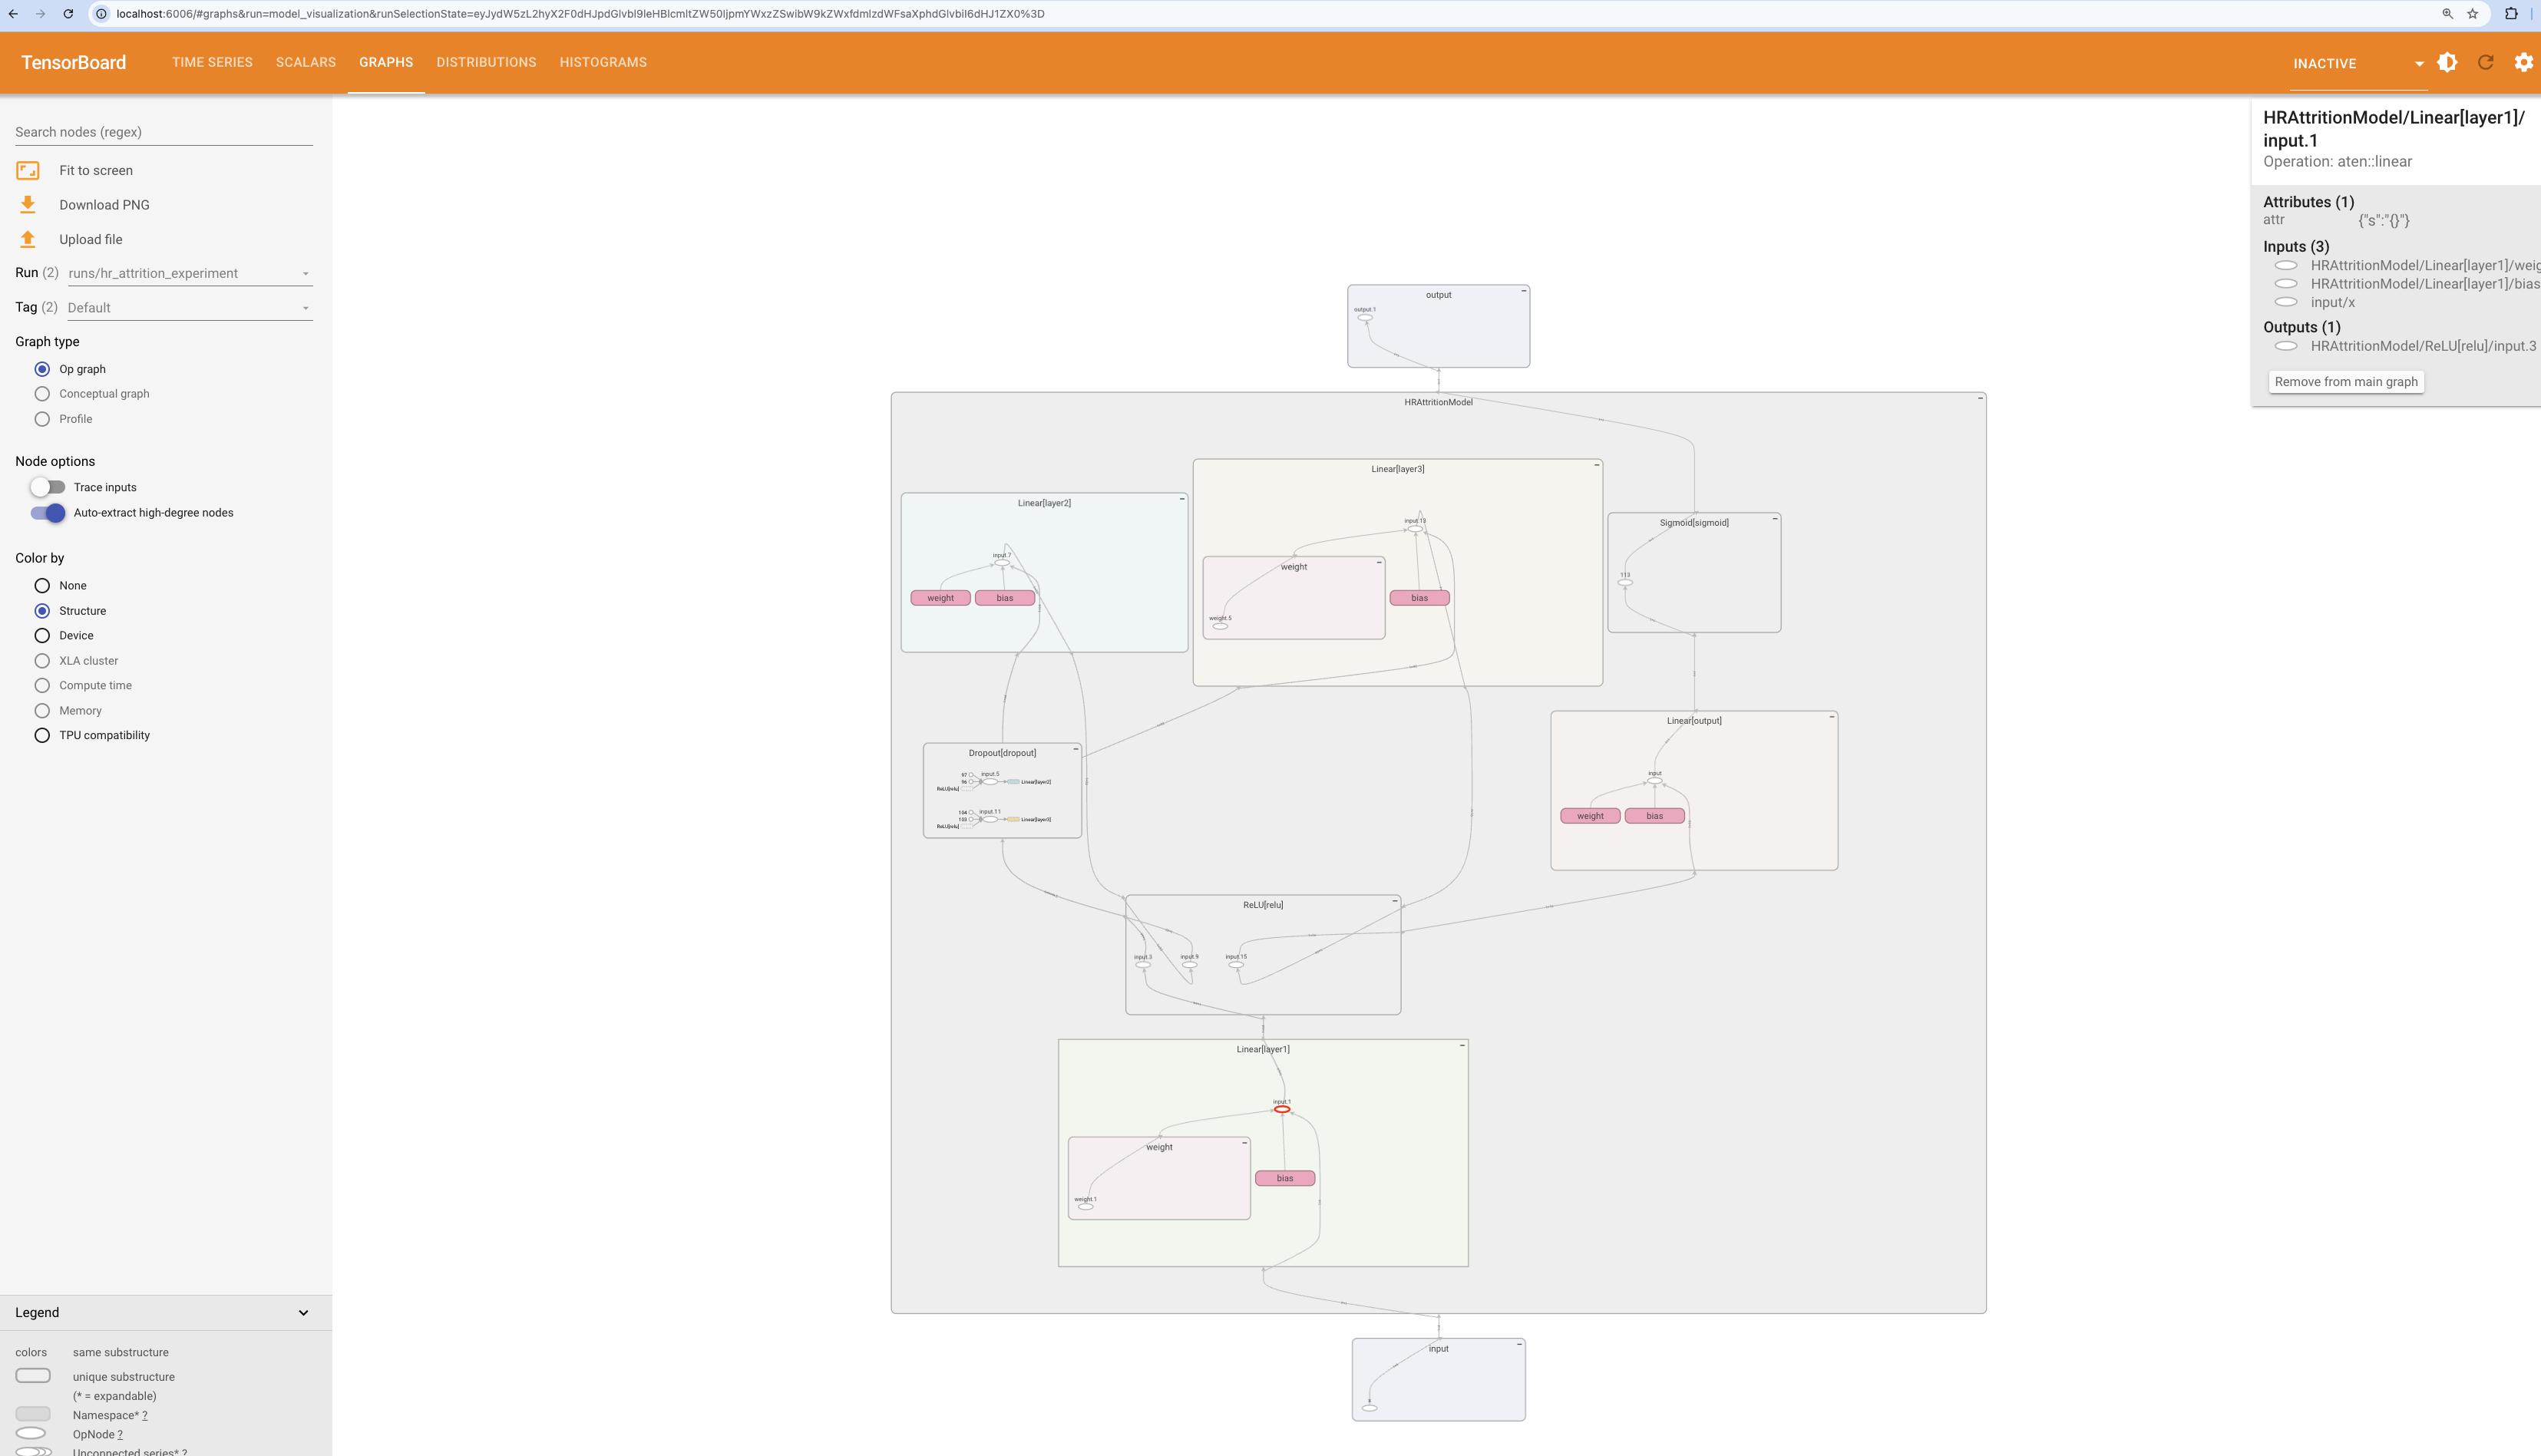 localhost:6006/#graphs&run=model_visualization&runSelectionState=eyJydW5zL2hyX2F0dHJpdGlvbl9leHBlcmltZW50IjpmYWxzZSwibW9kZWxfdmlzdWFsaXphdGlvbiI6dHJ1ZX0%3D
TensorBoard
TIME SERIES
SCALARS
GRAPHS
DISTRIBUTIONS
HISTOGRAMS
INACTIVE
Search nodes (regex)
Fit to screen
Download PNG
Upload file
Run (2) runs/hr_attrition_experiment
Tag (2) Default
Graph type
Op graph
Conceptual graph
Profile
Node options
Trace inputs
Auto-extract high-degree nodes
Color by
None
Structure
Device
XLA cluster
Compute time
Memory
TPU compatibility
Legend
colors same substructure
unique substructure
(* = expandable)
Namespace* ?
OpNode ?
Unconnected series* ?
output
output.1
HRAttritionModel
Linear[layer3]
input.13
weight
weight.5
bias
Linear[layer2]
input.7
weight
bias
Sigmoid[sigmoid]
113
Linear[output]
input
weight
bias
Dropout[dropout]
97
96
input.5
ReLU[relu]
Linear[layer2]
104
103
input.11
ReLU[relu]
Linear[layer3]
ReLU[relu]
input.3
input.9
input.15
Linear[layer1]
input.1
weight
weight.1
bias
input
x
HRAttritionModel/Linear[layer1]/
input.1
Operation: aten::linear
Attributes (1)
attr {"s":"{}"}
Inputs (3)
HRAttritionModel/Linear[layer1]/weig
HRAttritionModel/Linear[layer1]/bias
input/x
Outputs (1)
HRAttritionModel/ReLU[relu]/input.3
Remove from main graph